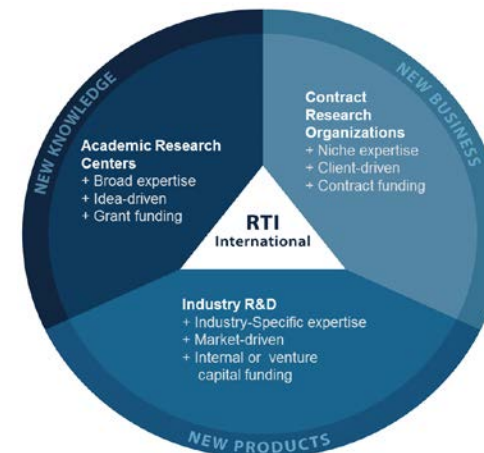 NEW KNOWLEDGE
NEW BUSINESS
Contract
Research
Organizations
+ Niche expertise
+ Client-driven
+ Contract funding
Academic Research
Centers
+ Broad expertise
+ Idea-driven
+ Grant funding
RTI
International
Industry R&D
+ Industry-Specific expertise
+ Market-driven
+ Internal or venture
capital funding
NEW PRODUCTS